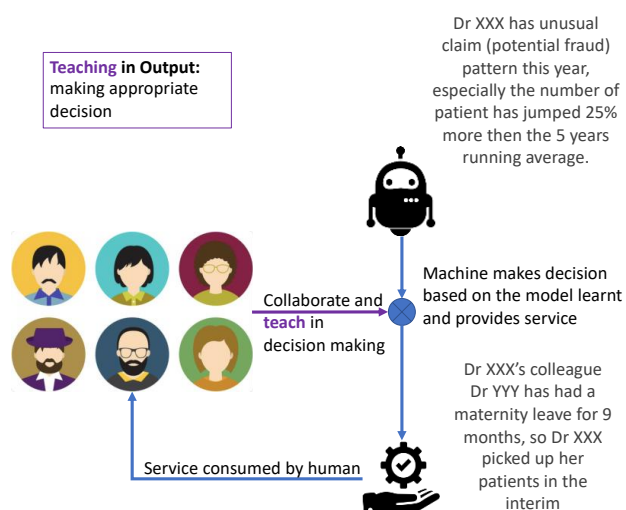 Dr XXX has unusual
claim (potential fraud)
pattern this year,
especially the number of
patient has jumped 25%
more then the 5 years
running average.
Teaching in Output:
making appropriate
decision
Machine makes decision
based on the model learnt
and provides service
Collaborate and
teach in
decision making
Dr XXX's colleague
Dr YYY has had a
maternity leave for 9
months, so Dr XXX
picked up her
patients in the
interim
Service consumed by human